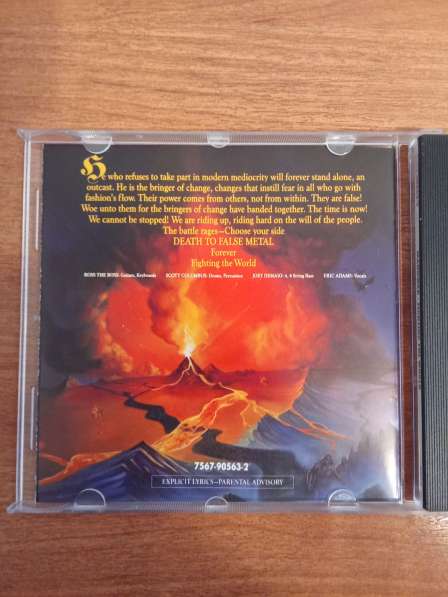 He who refuses to take part in modern mediocrity will forever stand alone, an
outcast. He is the bringer of change, changes that instill fear in all who go with
fashion's flow. Their power comes from others, not from within. They are false!
Woe unto them for the bringers of change have banded together. The time is now!
We cannot be stopped! We are riding up, riding hard on the will of the people.
The battle rages—Choose your side
DEATH TO FALSE METAL
Forever
Fighting the World
ROSS THE BOSS: Guitars, Keyboards SCOTT COLUMBUS: Drums, Percussion JOEY DEMAIO: 4, 8 String Bass ERIC ADAMS: Vocals
7567-90563-2
EXPLICIT LYRICS—PARENTAL ADVISORY